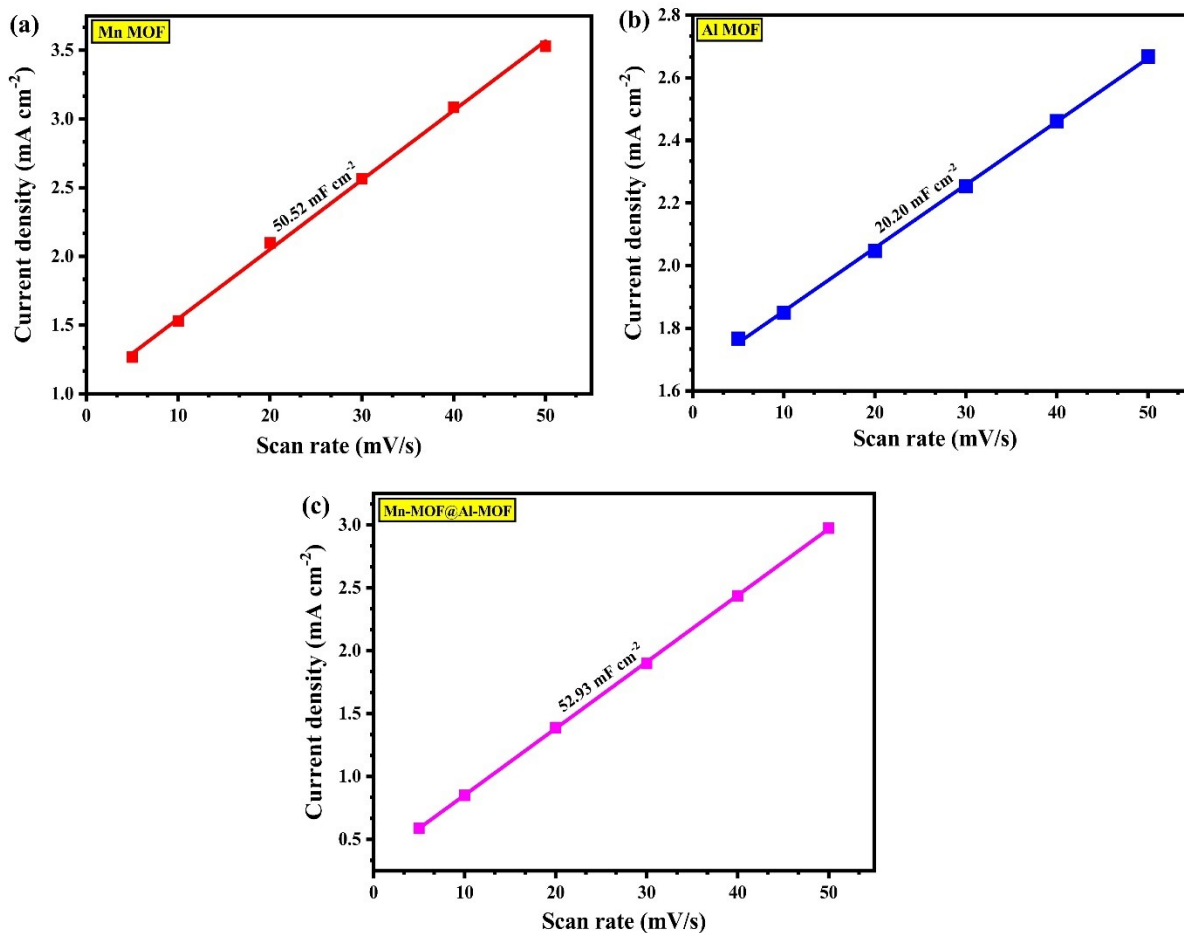 (a)
Mn MOF
Current density (mA cm-2)
3.5
3.0
2.5
2.0
1.5
1.0
50.52 mF cm-2
0 10 20 30 40 50
Scan rate (mV/s)
(b)
Al MOF
Current density (mA cm-2)
2.8
2.6
2.4
2.2
2.0
1.8
1.6
20.20 mF cm-2
0 10 20 30 40 50
Scan rate (mV/s)
(c)
Mn-MOF@Al-MOF
Current density (mA cm-2)
3.0
2.5
2.0
1.5
1.0
0.5
52.93 mF cm-2
0 10 20 30 40 50
Scan rate (mV/s)